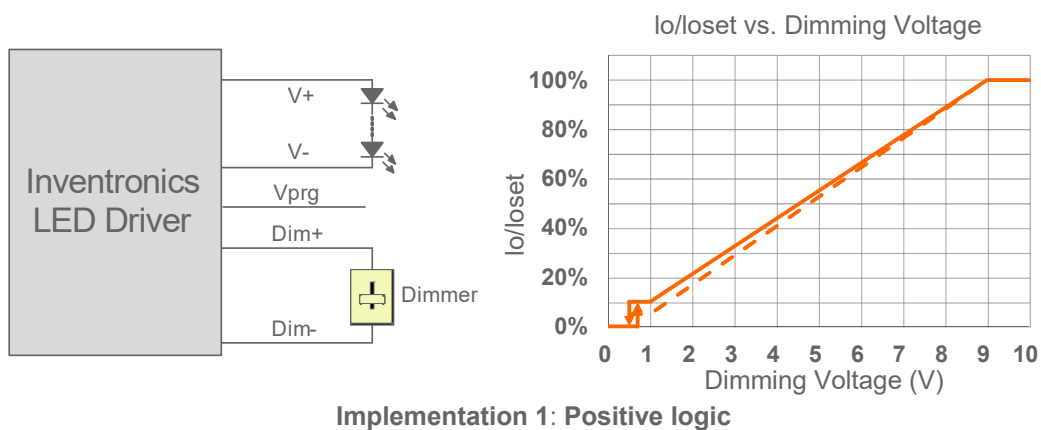 Io/Ioset vs. Dimming Voltage
V+
V-
Inventronics
LED Driver
Vprg
Dim+
Dimmer
Dim-
Io/Ioset
100%
80%
60%
40%
20%
0%
0 1 2 3 4 5 6 7 8 9 10
Dimming Voltage (V)
Implementation 1: Positive logic